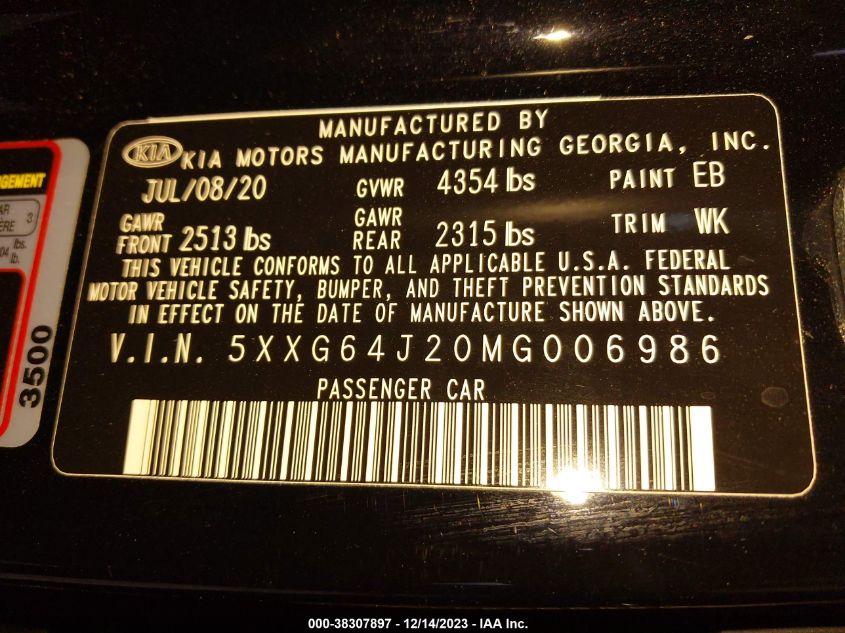 MANUFACTURED BY
KIA KIA MOTORS MANUFACTURING GEORGIA, INC.
JUL/08/20 GVWR 4354 lbs PAINT EB
GAWR FRONT 2513 lbs GAWR REAR 2315 lbs TRIM WK
THIS VEHICLE CONFORMS TO ALL APPLICABLE U.S.A. FEDERAL
MOTOR VEHICLE SAFETY, BUMPER, AND THEFT PREVENTION STANDARDS
IN EFFECT ON THE DATE OF MANUFACTURE SHOWN ABOVE.
V.I.N. 5XXG64J20MG006986
PASSENGER CAR
3
lbs.
lb.
3500
000-38307897 - 12/14/2023 - IAA Inc.